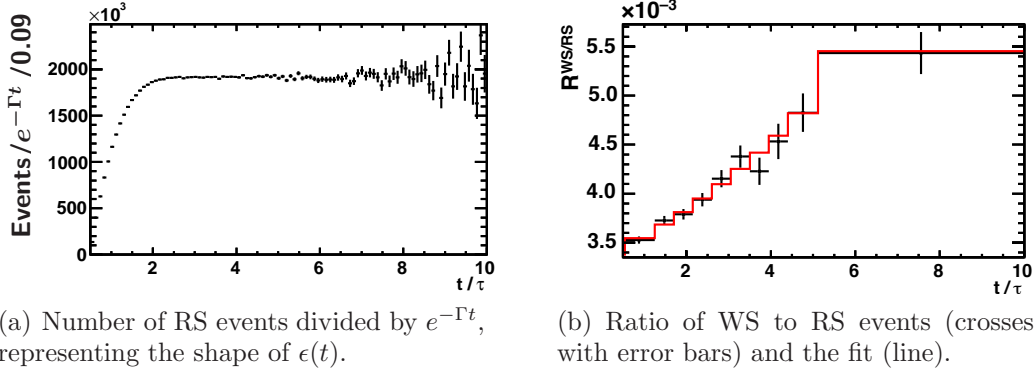 ×10³
Events/e^{−Γt}/0.09
2000
1500
1000
500
0
2 4 6 8 10
t/τ
(a) Number of RS events divided by e^{−Γt},
representing the shape of ϵ(t).
×10⁻³
R^{WS/RS}
5.5
5.0
4.5
4.0
3.5
2 4 6 8 10
t/τ
(b) Ratio of WS to RS events (crosses
with error bars) and the fit (line).